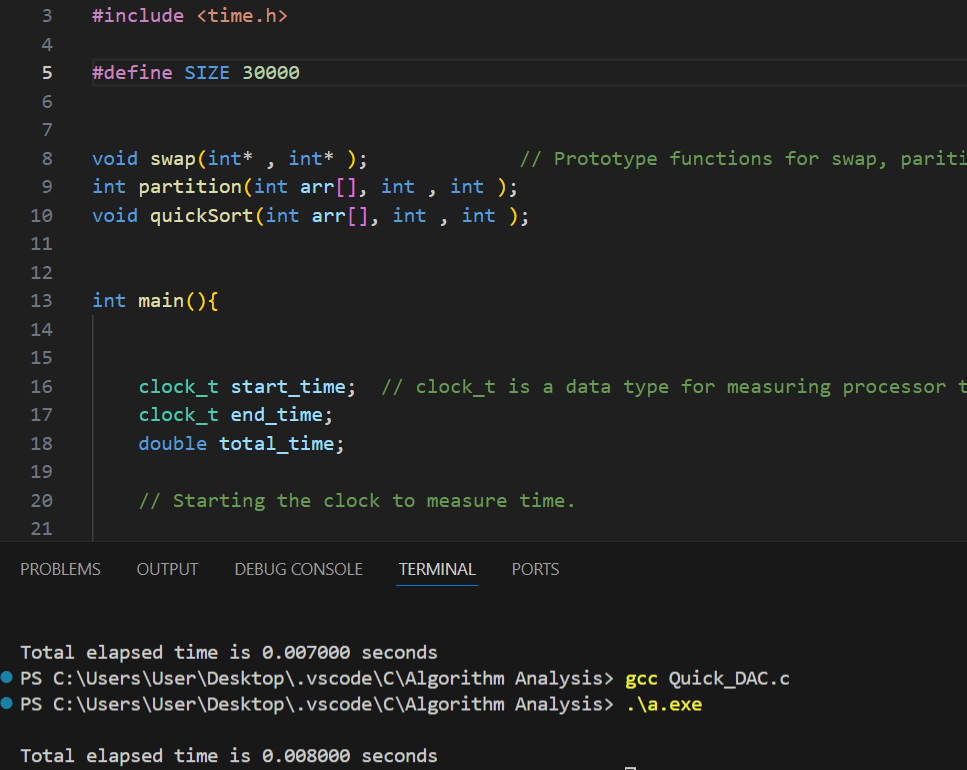 3 #include <time.h>
4
5 #define SIZE 30000
6
7
8 void swap(int* , int* ); // Prototype functions for swap, pariti
9 int partition(int arr[], int , int );
10 void quickSort(int arr[], int , int );
11
12
13 int main(){
14
15
16 clock_t start_time; // clock_t is a data type for measuring processor t
17 clock_t end_time;
18 double total_time;
19
20 // Starting the clock to measure time.
21
PROBLEMS OUTPUT DEBUG CONSOLE TERMINAL PORTS
Total elapsed time is 0.007000 seconds
PS C:\Users\User\Desktop\.vscode\C\Algorithm Analysis> gcc Quick_DAC.c
PS C:\Users\User\Desktop\.vscode\C\Algorithm Analysis> .\a.exe
Total elapsed time is 0.008000 seconds